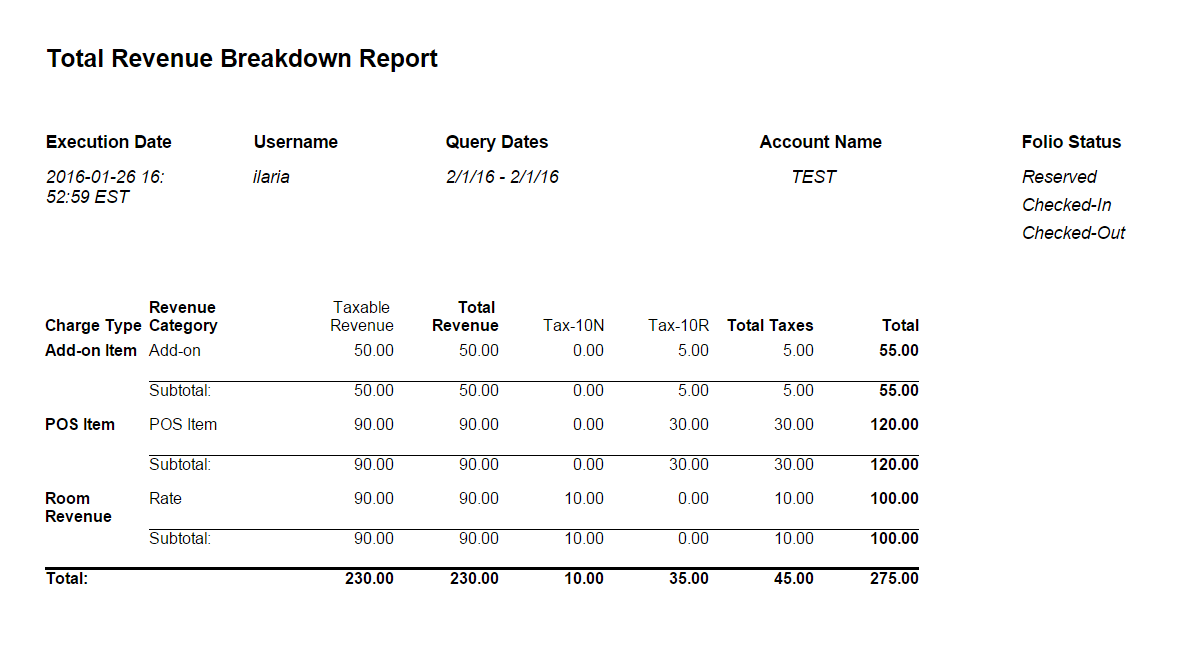 Total Revenue Breakdown Report
Execution Date Username Query Dates Account Name Folio Status
2016-01-26 16: ilaria 2/1/16 - 2/1/16 TEST Reserved
52:59 EST
Checked-In
Checked-Out
Revenue Taxable Total
Charge Type Category Revenue Revenue Tax-10N Tax-10R Total Taxes Total
Add-on Item Add-on 50.00 50.00 0.00 5.00 5.00 55.00
Subtotal: 50.00 50.00 0.00 5.00 5.00 55.00
POS Item POS Item 90.00 90.00 0.00 30.00 30.00 120.00
Subtotal: 90.00 90.00 0.00 30.00 30.00 120.00
Room Rate 90.00 90.00 10.00 0.00 10.00 100.00
Revenue
Subtotal: 90.00 90.00 10.00 0.00 10.00 100.00
Total: 230.00 230.00 10.00 35.00 45.00 275.00